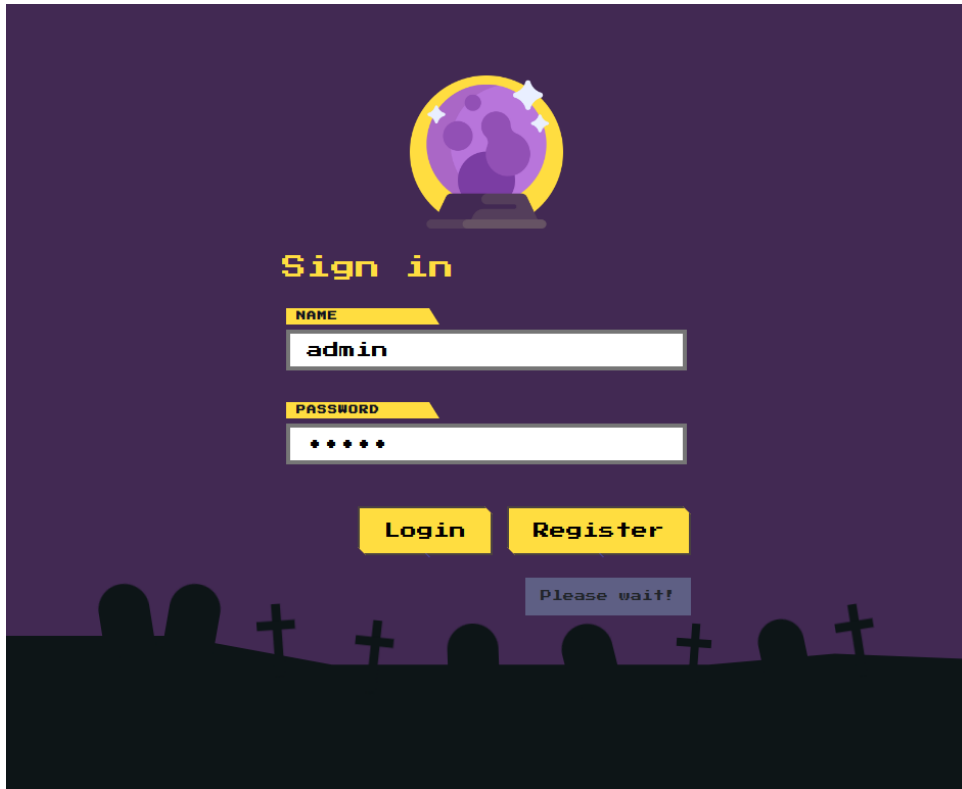 Sign in
NAME
admin
PASSWORD
•••••
Login
Register
Please wait!